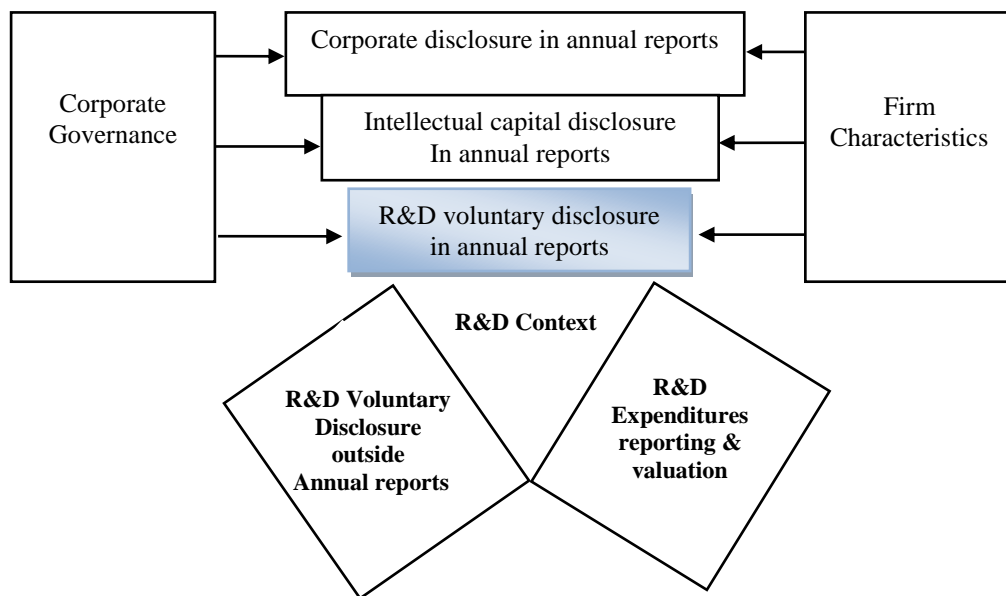 Corporate
Governance
Corporate disclosure in annual reports
Intellectual capital disclosure
In annual reports
R&D voluntary disclosure
in annual reports
Firm
Characteristics
R&D Context
R&D Voluntary
Disclosure
outside
Annual reports
R&D
Expenditures
reporting &
valuation